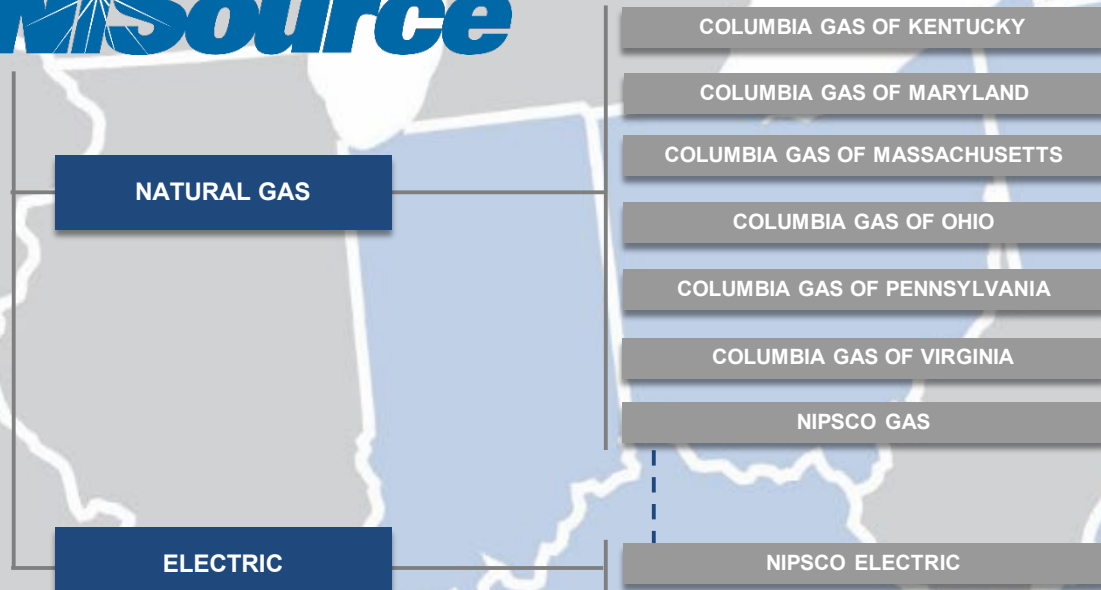 NiSource
COLUMBIA GAS OF KENTUCKY
COLUMBIA GAS OF MARYLAND
COLUMBIA GAS OF MASSACHUSETTS
NATURAL GAS
COLUMBIA GAS OF OHIO
COLUMBIA GAS OF PENNSYLVANIA
COLUMBIA GAS OF VIRGINIA
NIPSCO GAS
ELECTRIC
NIPSCO ELECTRIC